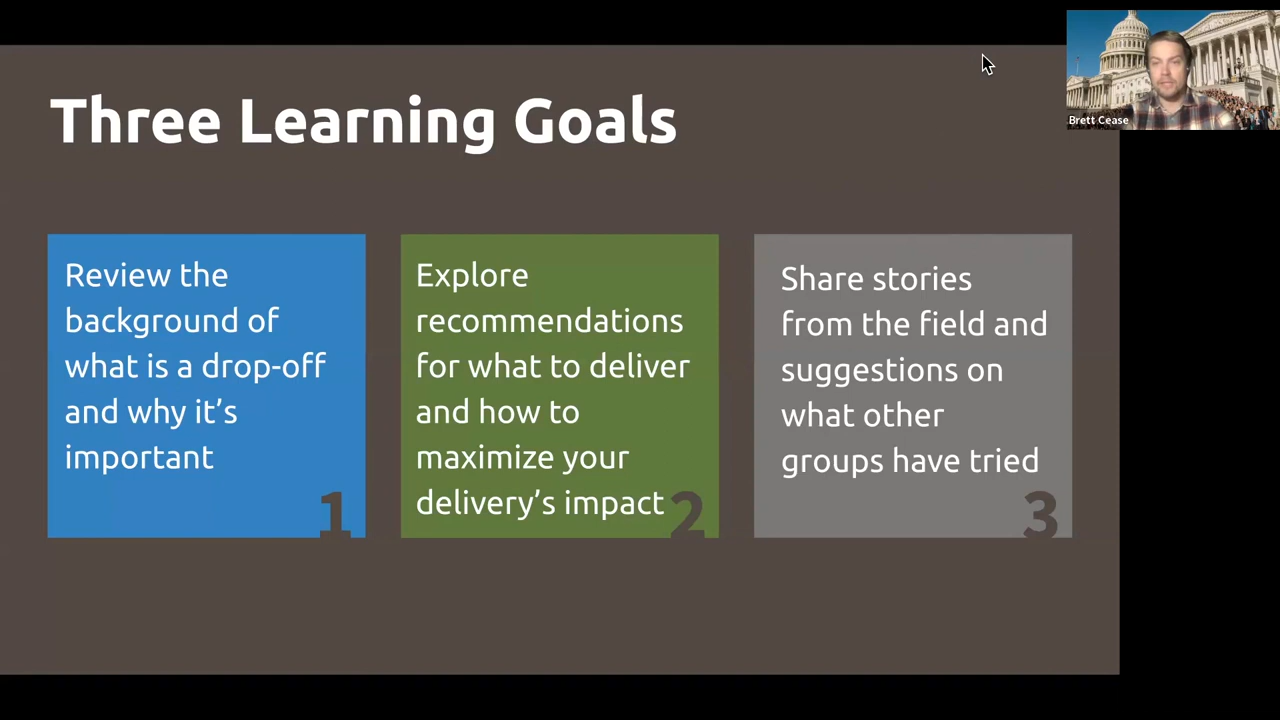 Three Learning Goals
Brett Cease
Review the
background of
what is a drop-off
and why it’s
important
1
Explore
recommendations
for what to deliver
and how to
maximize your
delivery’s impact
2
Share stories
from the field and
suggestions on
what other
groups have tried
3